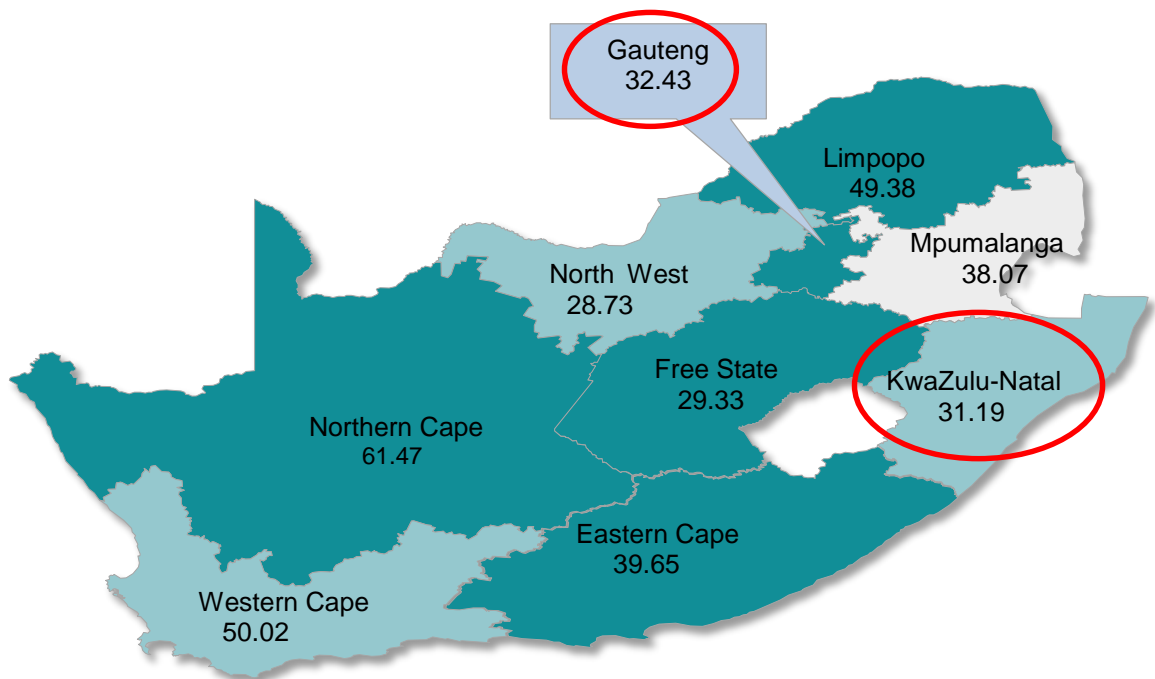 Gauteng
32.43
Limpopo
49.38
Mpumalanga
38.07
North West
28.73
Free State
29.33
KwaZulu-Natal
31.19
Northern Cape
61.47
Eastern Cape
39.65
Western Cape
50.02